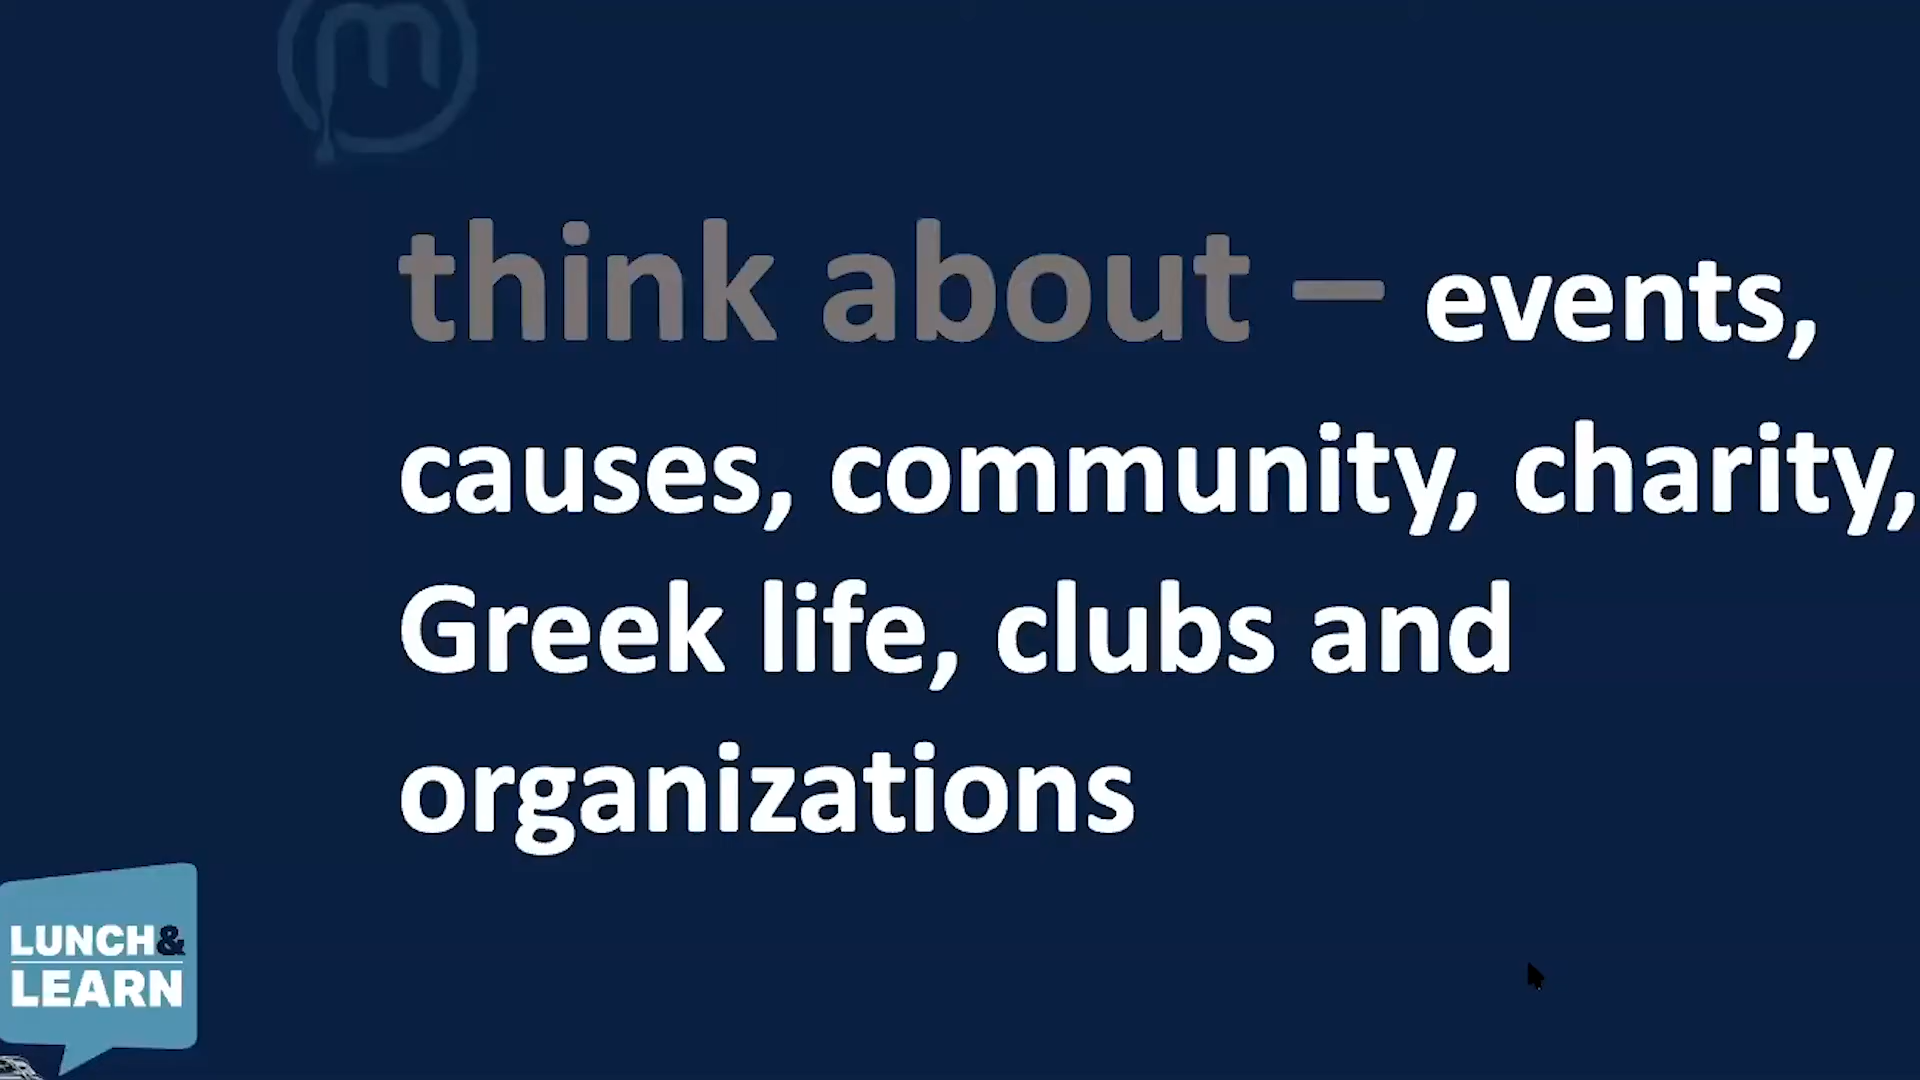 m
think about – events,
causes, community, charity,
Greek life, clubs and
organizations
LUNCH&
LEARN